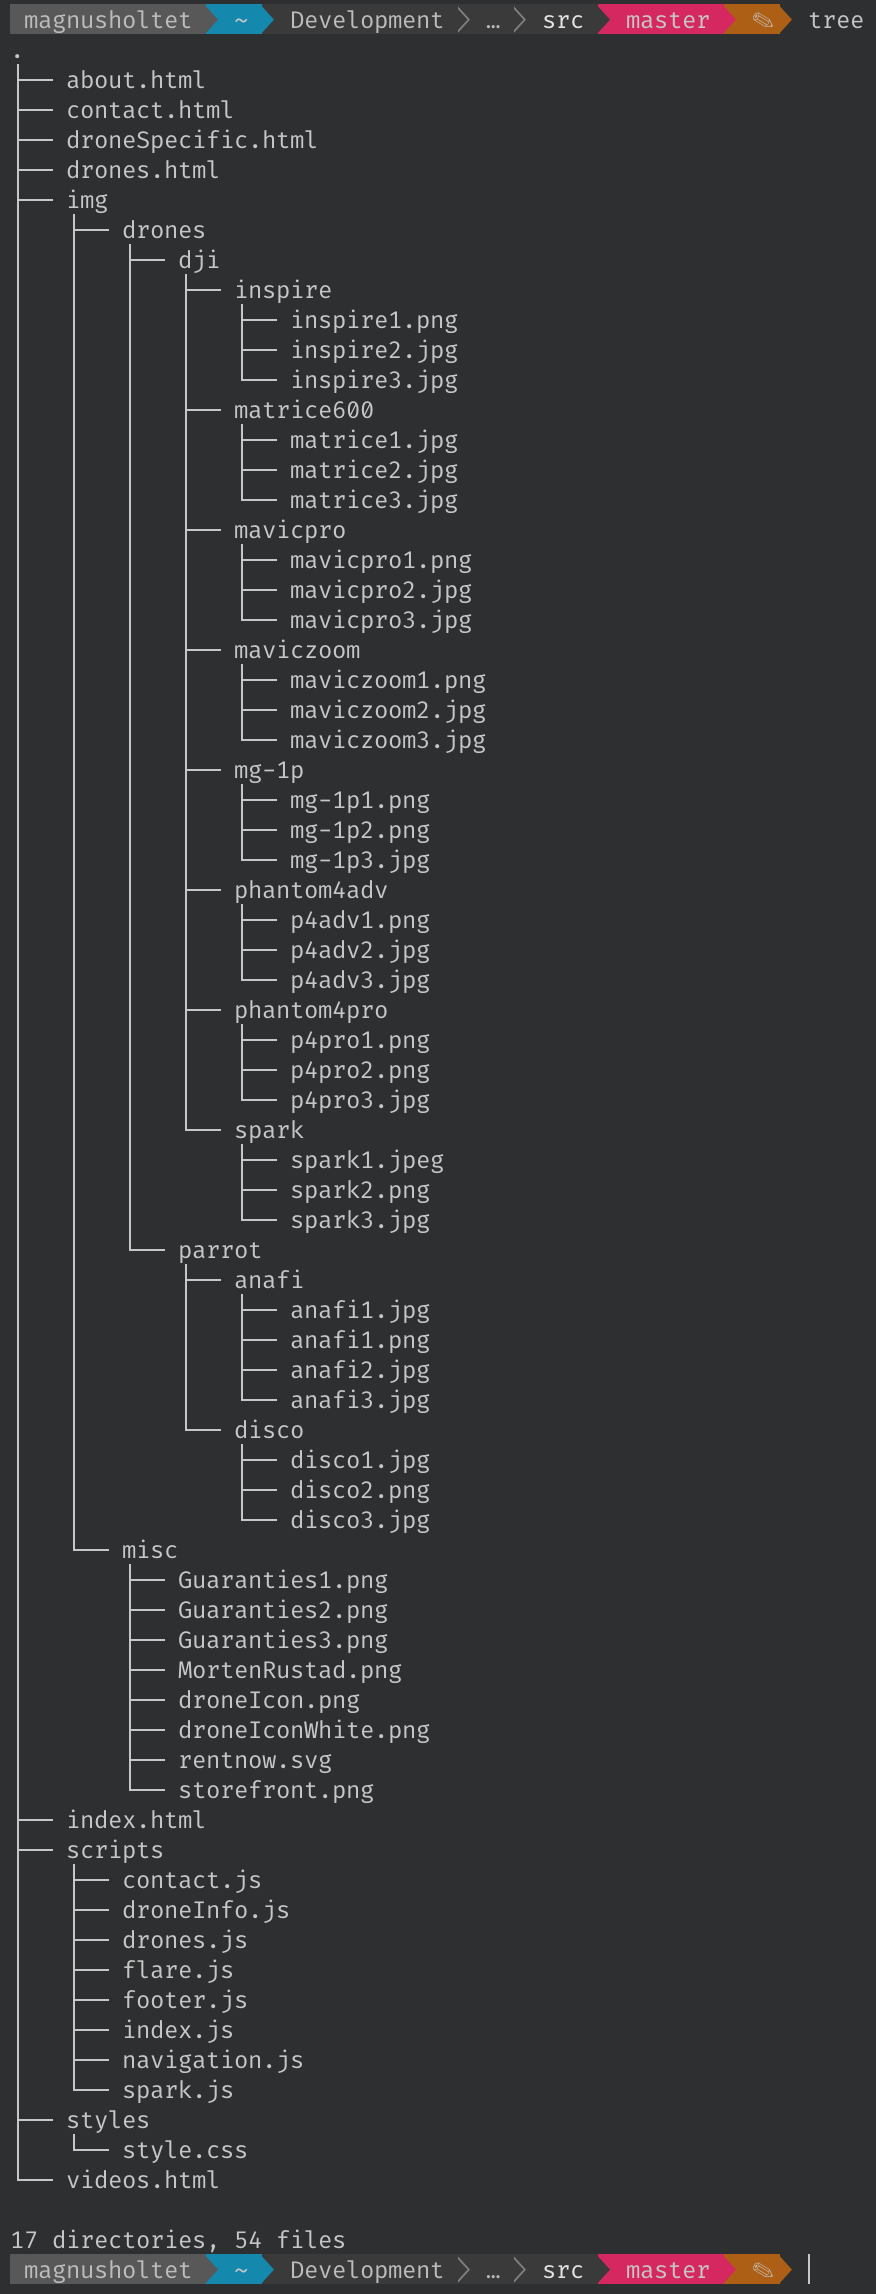 magnusholtet ~ Development … src master ✎ tree
.
├── about.html
├── contact.html
├── droneSpecific.html
├── drones.html
├── img
│   ├── drones
│   │   ├── dji
│   │   │   ├── inspire
│   │   │   │   ├── inspire1.png
│   │   │   │   ├── inspire2.jpg
│   │   │   │   └── inspire3.jpg
│   │   │   ├── matrice600
│   │   │   │   ├── matrice1.jpg
│   │   │   │   ├── matrice2.jpg
│   │   │   │   └── matrice3.jpg
│   │   │   ├── mavicpro
│   │   │   │   ├── mavicpro1.png
│   │   │   │   ├── mavicpro2.jpg
│   │   │   │   └── mavicpro3.jpg
│   │   │   ├── maviczoom
│   │   │   │   ├── maviczoom1.png
│   │   │   │   ├── maviczoom2.jpg
│   │   │   │   └── maviczoom3.jpg
│   │   │   ├── mg-1p
│   │   │   │   ├── mg-1p1.png
│   │   │   │   ├── mg-1p2.png
│   │   │   │   └── mg-1p3.jpg
│   │   │   ├── phantom4adv
│   │   │   │   ├── p4adv1.png
│   │   │   │   ├── p4adv2.jpg
│   │   │   │   └── p4adv3.jpg
│   │   │   ├── phantom4pro
│   │   │   │   ├── p4pro1.png
│   │   │   │   ├── p4pro2.png
│   │   │   │   └── p4pro3.jpg
│   │   │   └── spark
│   │   │       ├── spark1.jpeg
│   │   │       ├── spark2.png
│   │   │       └── spark3.jpg
│   │   └── parrot
│   │       ├── anafi
│   │       │   ├── anafi1.jpg
│   │       │   ├── anafi1.png
│   │       │   ├── anafi2.jpg
│   │       │   └── anafi3.jpg
│   │       └── disco
│   │           ├── disco1.jpg
│   │           ├── disco2.png
│   │           └── disco3.jpg
│   └── misc
│       ├── Guaranties1.png
│       ├── Guaranties2.png
│       ├── Guaranties3.png
│       ├── MortenRustad.png
│       ├── droneIcon.png
│       ├── droneIconWhite.png
│       ├── rentnow.svg
│       └── storefront.png
├── index.html
├── scripts
│   ├── contact.js
│   ├── droneInfo.js
│   ├── drones.js
│   ├── flare.js
│   ├── footer.js
│   ├── index.js
│   ├── navigation.js
│   └── spark.js
├── styles
│   └── style.css
└── videos.html
17 directories, 54 files
magnusholtet ~ Development … src master ✎